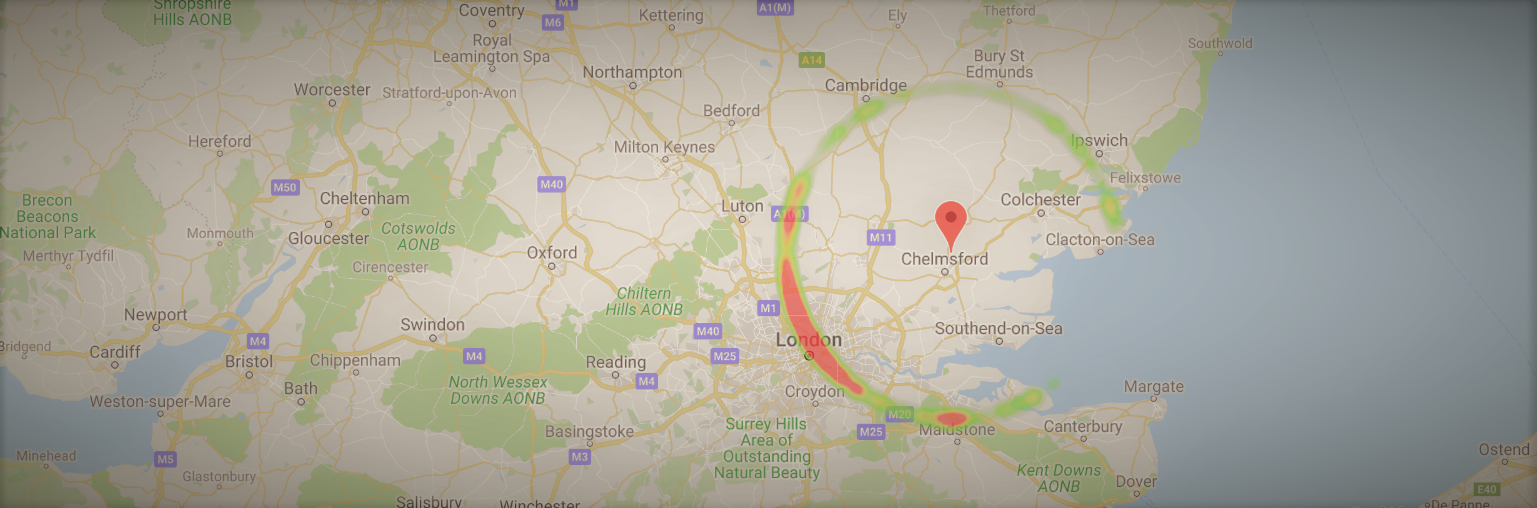 Shropshire
Hills AONB
Coventry
M1
M6
Kettering
A1(M)
Ely
Thetford
Royal
Leamington Spa
Southwold
Northampton
A14
Bury St
Edmunds
Worcester
Stratford-upon-Avon
Cambridge
Bedford
Hereford
Milton Keynes
Ipswich
M50
M40
Felixstowe
Brecon
Beacons
National Park
Cheltenham
Luton
Colchester
Monmouth
Gloucester
Cotswolds
AONB
M11
Clacton-on-Sea
Merthyr Tydfil
Cirencester
Oxford
Chelmsford
Chiltern
Hills AONB
Newport
M1
Swindon
M40
Southend-on-Sea
Bridgend
Cardiff
M4
Bristol
Chippenham
M4
Reading
M25
London
Bath
North Wessex
Downs AONB
M4
Croydon
Margate
Weston-super-Mare
M20
Basingstoke
Surrey Hills
Area of
Outstanding
Natural Beauty
M25
Maidstone
Canterbury
Minehead
M5
M3
Ostend
Glastonbury
Kent Downs
AONB
Dover
E40
Salisbury
Winchester
De Panne